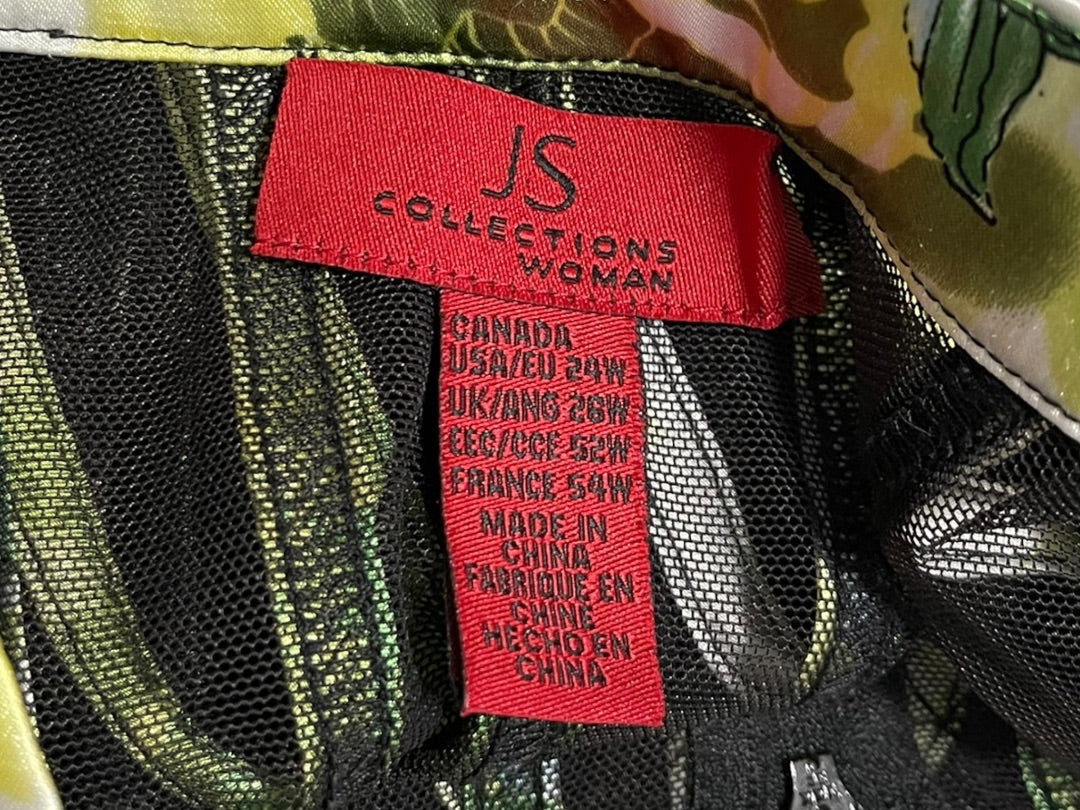 JS
COLLECTIONS
WOMAN
CANADA
USA/EU 24W
UK/ANG 26W
EEC/CCE 52W
FRANCE 54W
MADE IN
CHINA
FABRIQUE EN
CHINE
HECHO EN
CHINA